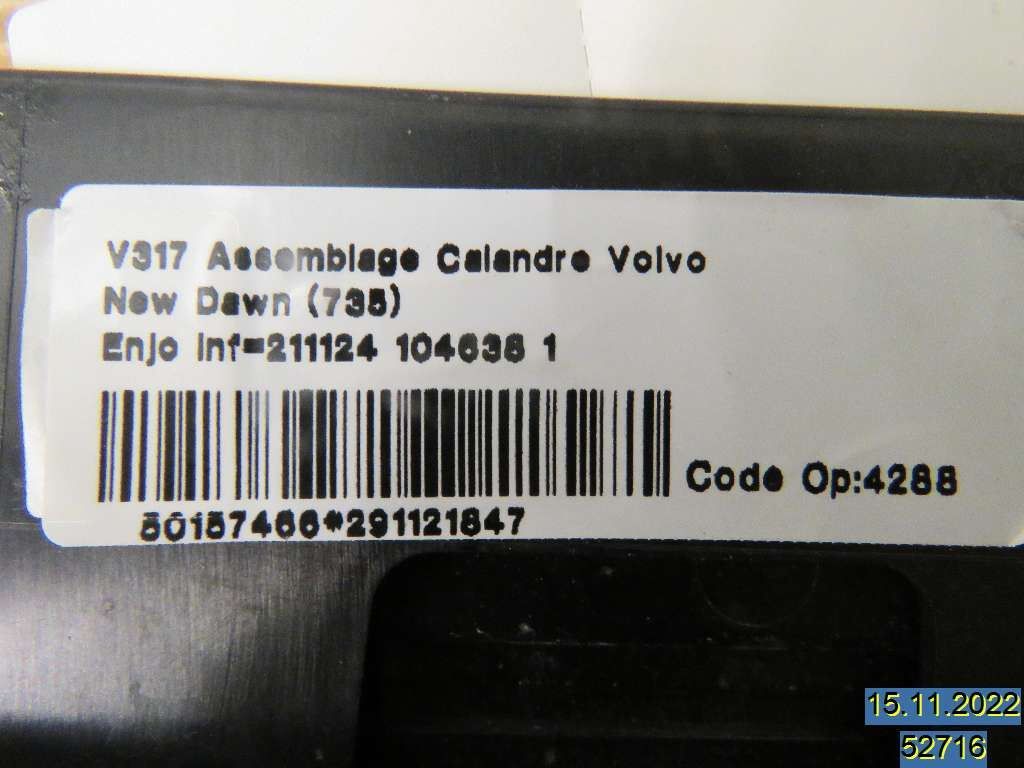 V317 Assemblage Calandre Volvo
New Dawn (735)
Enjo inf=211124 104638 1
Code Op:4288
50157466*291121847
15.11.2022
52716